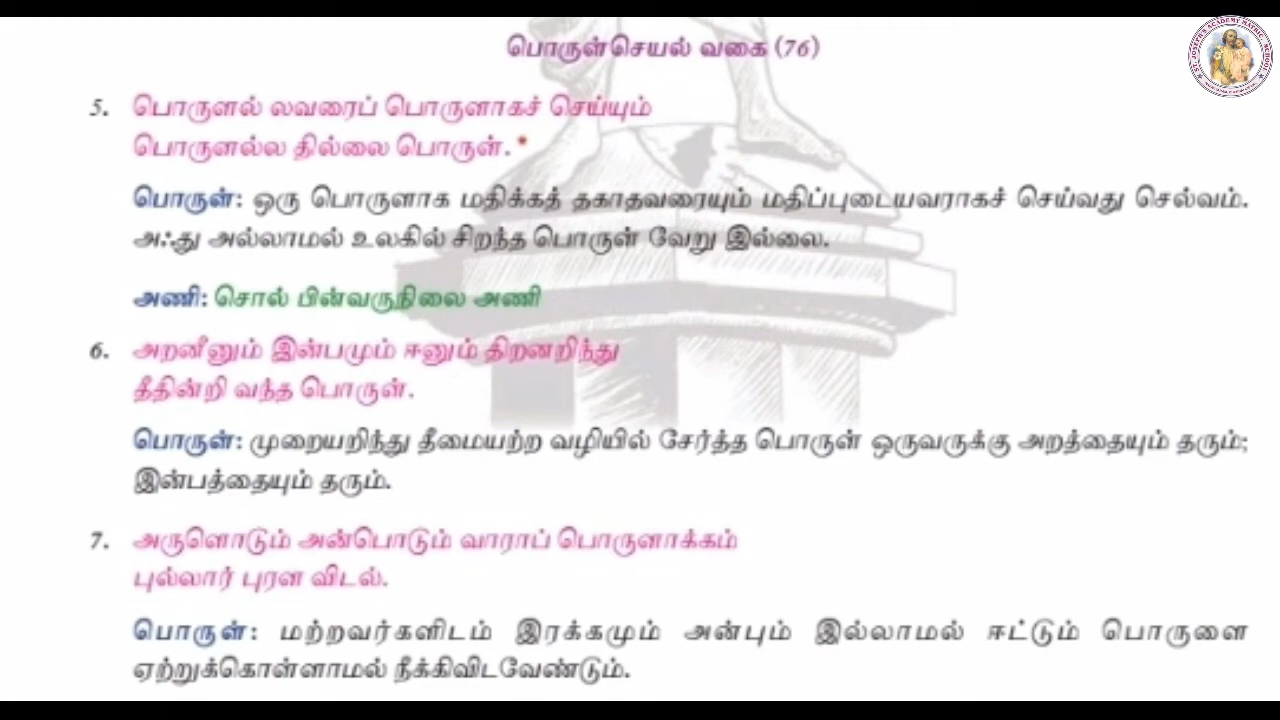 பொருள்செயல் வகை (76)
5. பொருளல் லவரைப் பொருளாகச் செய்யும்
பொருளல்ல தில்லை பொருள். *
பொருள்: ஒரு பொருளாக மதிக்கத் தகாதவரையும் மதிப்புடையவராகச் செய்வது செல்வம்.
அஃது அல்லாமல் உலகில் சிறந்த பொருள் வேறு இல்லை.
அணி: சொல் பின்வருநிலை அணி
6. அறனீனும் இன்பமும் ஈனும் திறனறிந்து
தீதின்றி வந்த பொருள்.
பொருள்: முறையறிந்து தீமையற்ற வழியில் சேர்த்த பொருள் ஒருவருக்கு அறத்தையும் தரும்;
இன்பத்தையும் தரும்.
7. அருளொடும் அன்பொடும் வாராப் பொருளாக்கம்
புல்லார் புரள விடல்.
பொருள்: மற்றவர்களிடம் இரக்கமும் அன்பும் இல்லாமல் ஈட்டும் பொருளை
ஏற்றுக்கொள்ளாமல் நீக்கிவிடவேண்டும்.